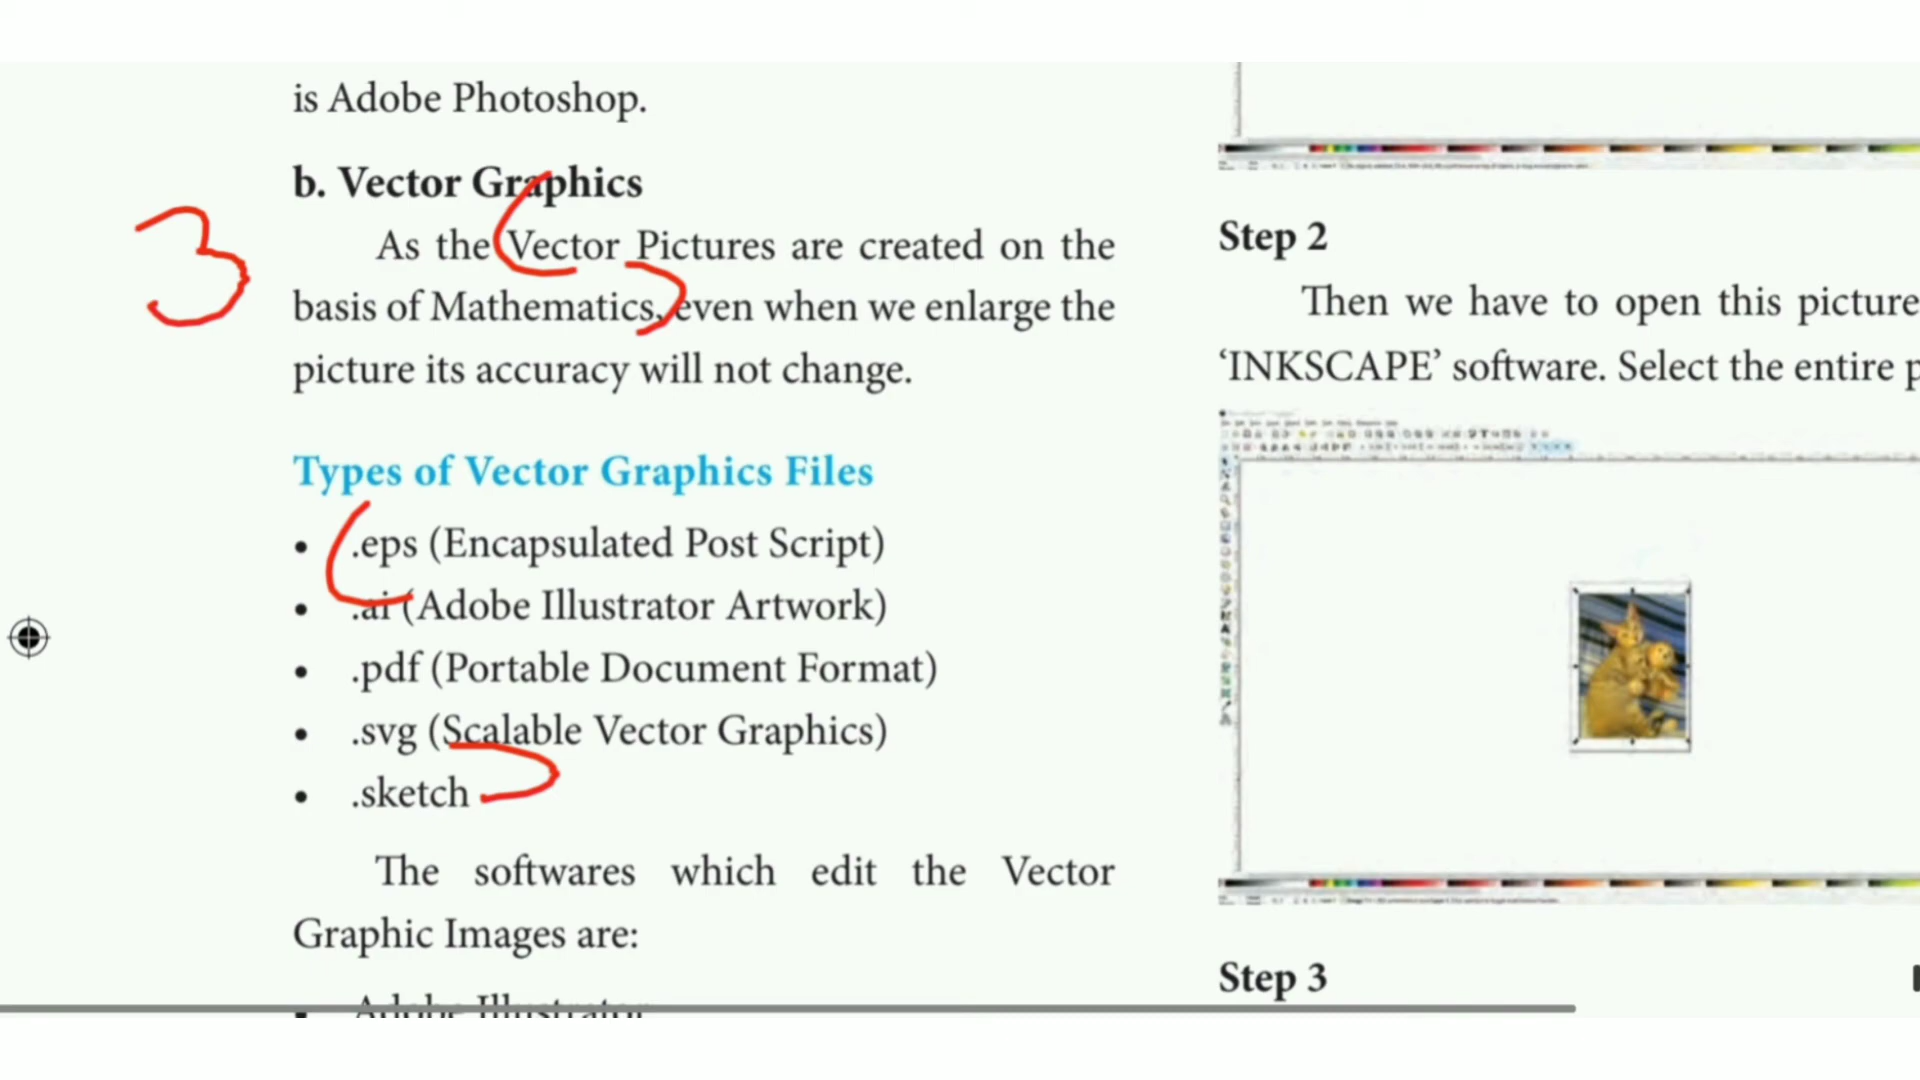 is Adobe Photoshop.
b. Vector Graphics
As the Vector Pictures are created on the
basis of Mathematics, even when we enlarge the
picture its accuracy will not change.
3
Types of Vector Graphics Files
• .eps (Encapsulated Post Script)
• .ai (Adobe Illustrator Artwork)
• .pdf (Portable Document Format)
• .svg (Scalable Vector Graphics)
• .sketch
The softwares which edit the Vector
Graphic Images are:
• Adobe Illustrator
Step 2
Then we have to open this picture
‘INKSCAPE’ software. Select the entire
Step 3